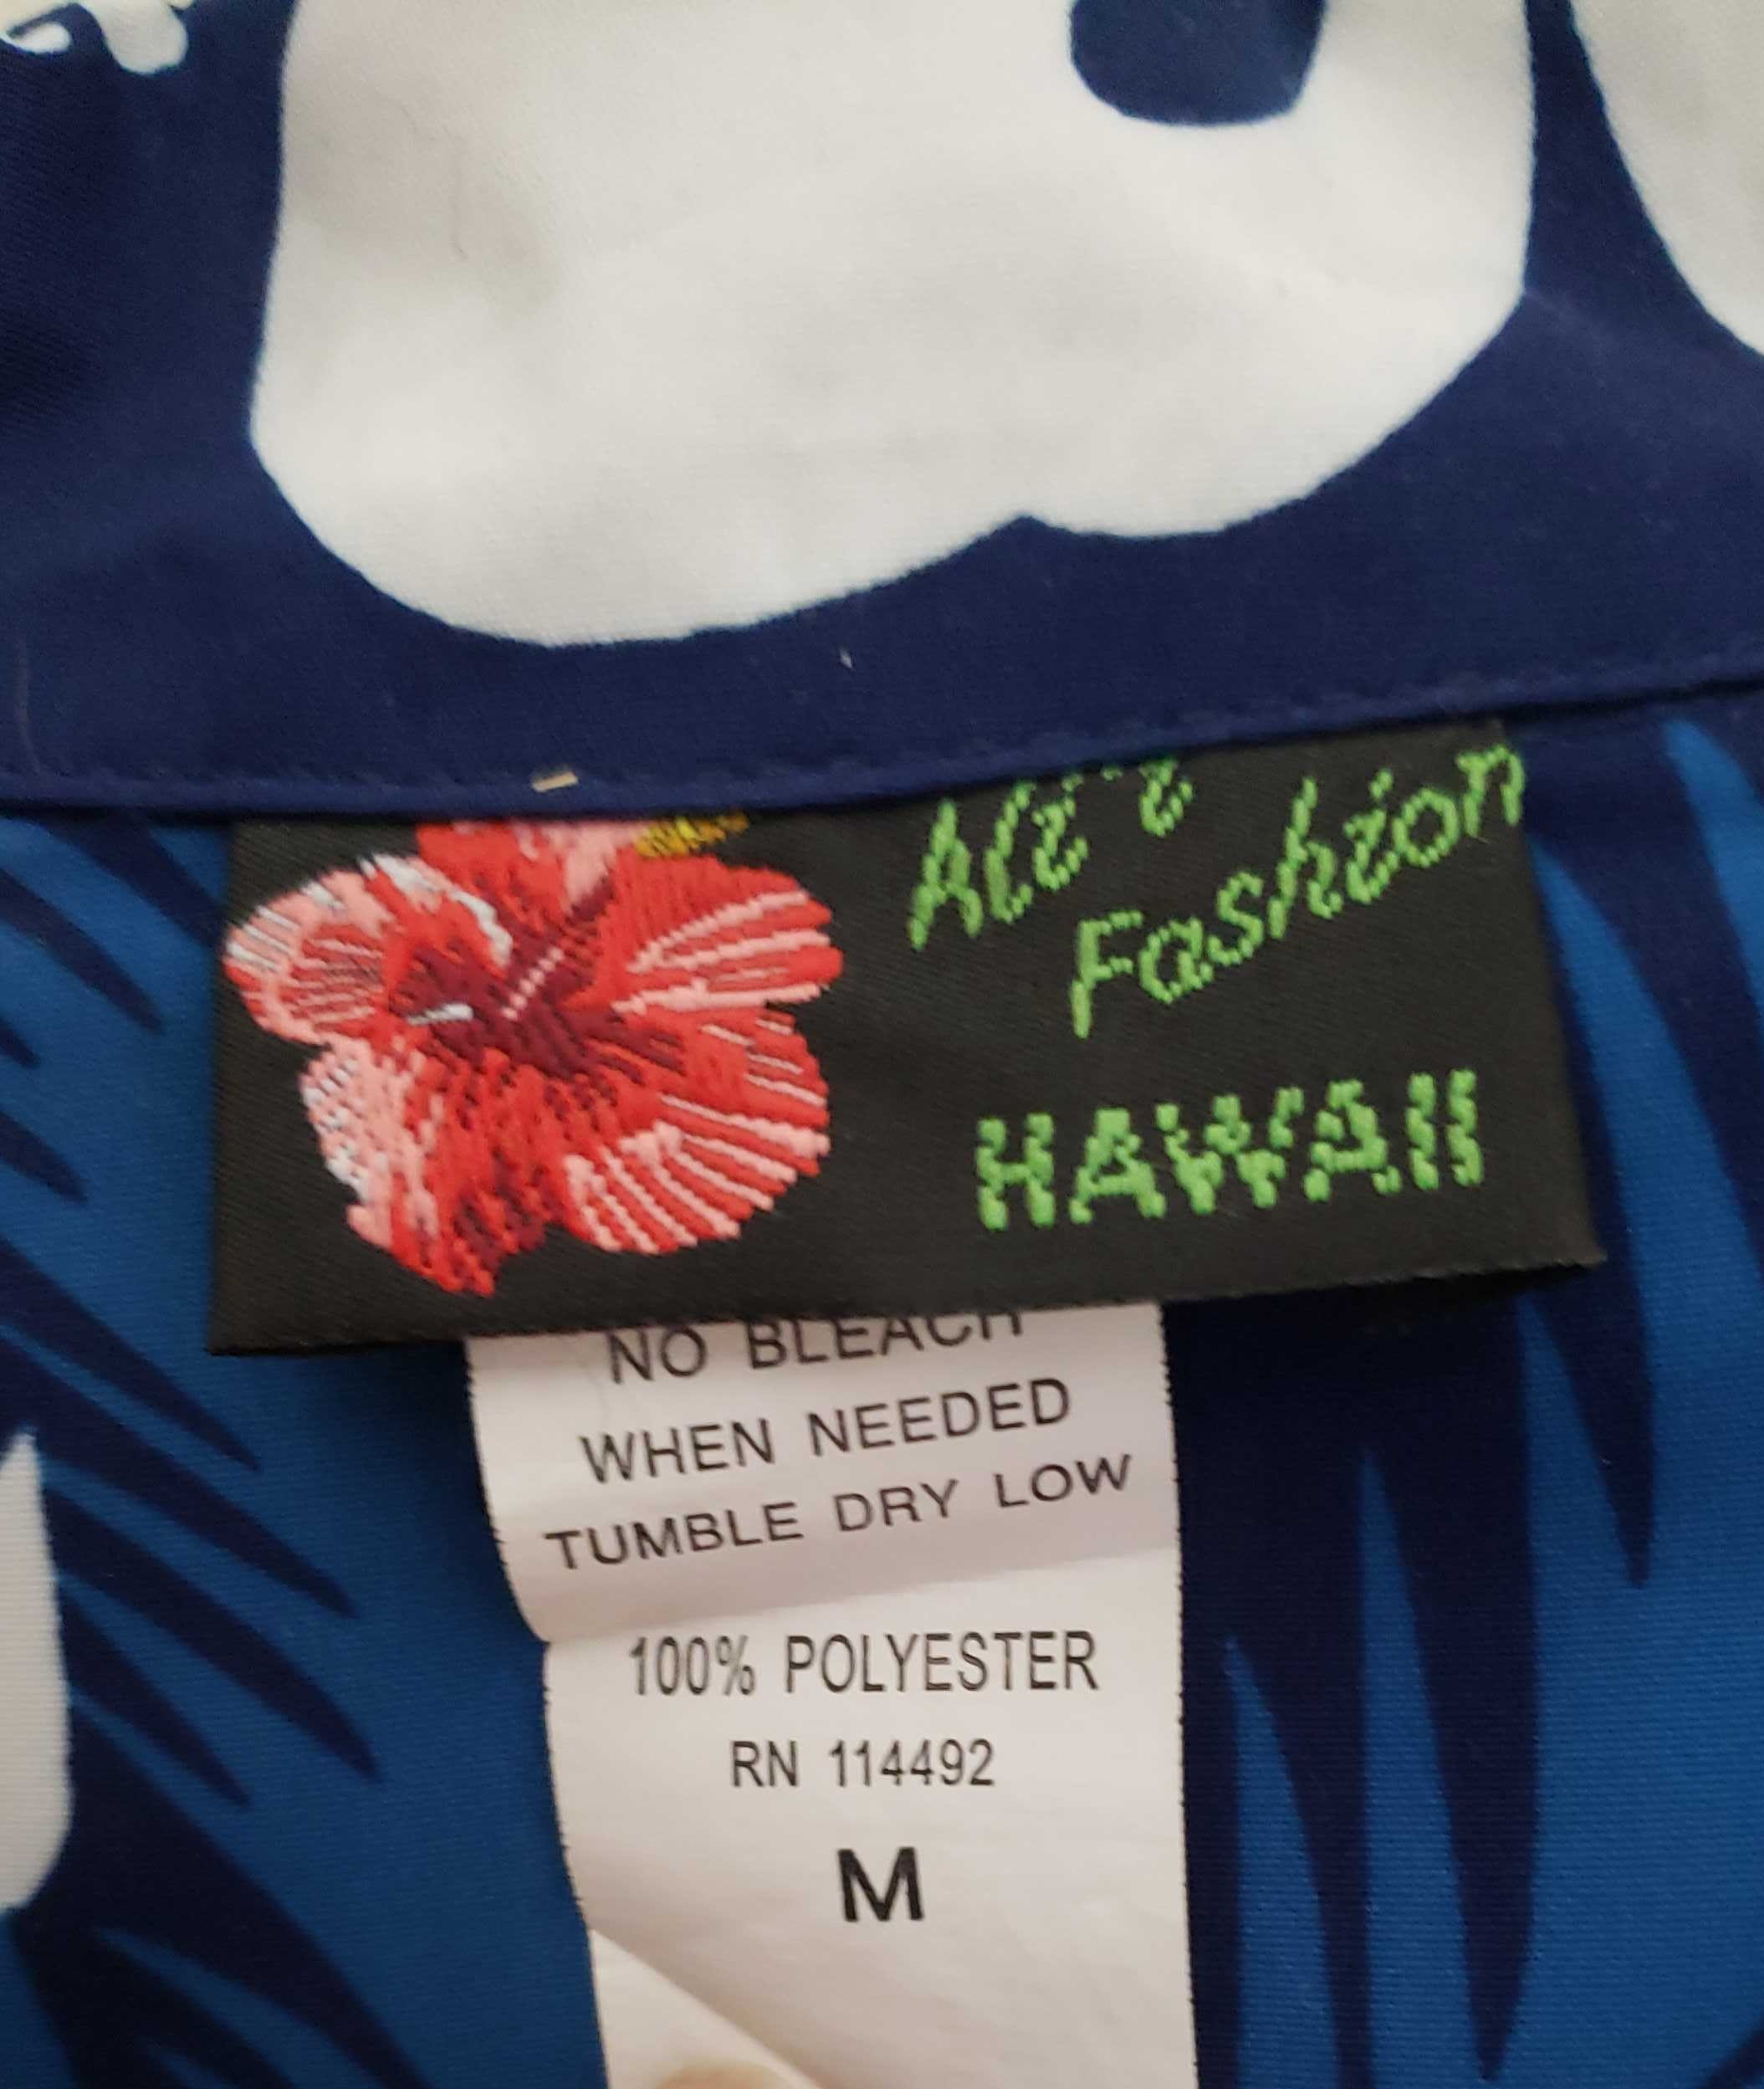 Ali'i
Fashion
HAWAII
NO BLEACH
WHEN NEEDED
TUMBLE DRY LOW
100% POLYESTER
RN 114492
M